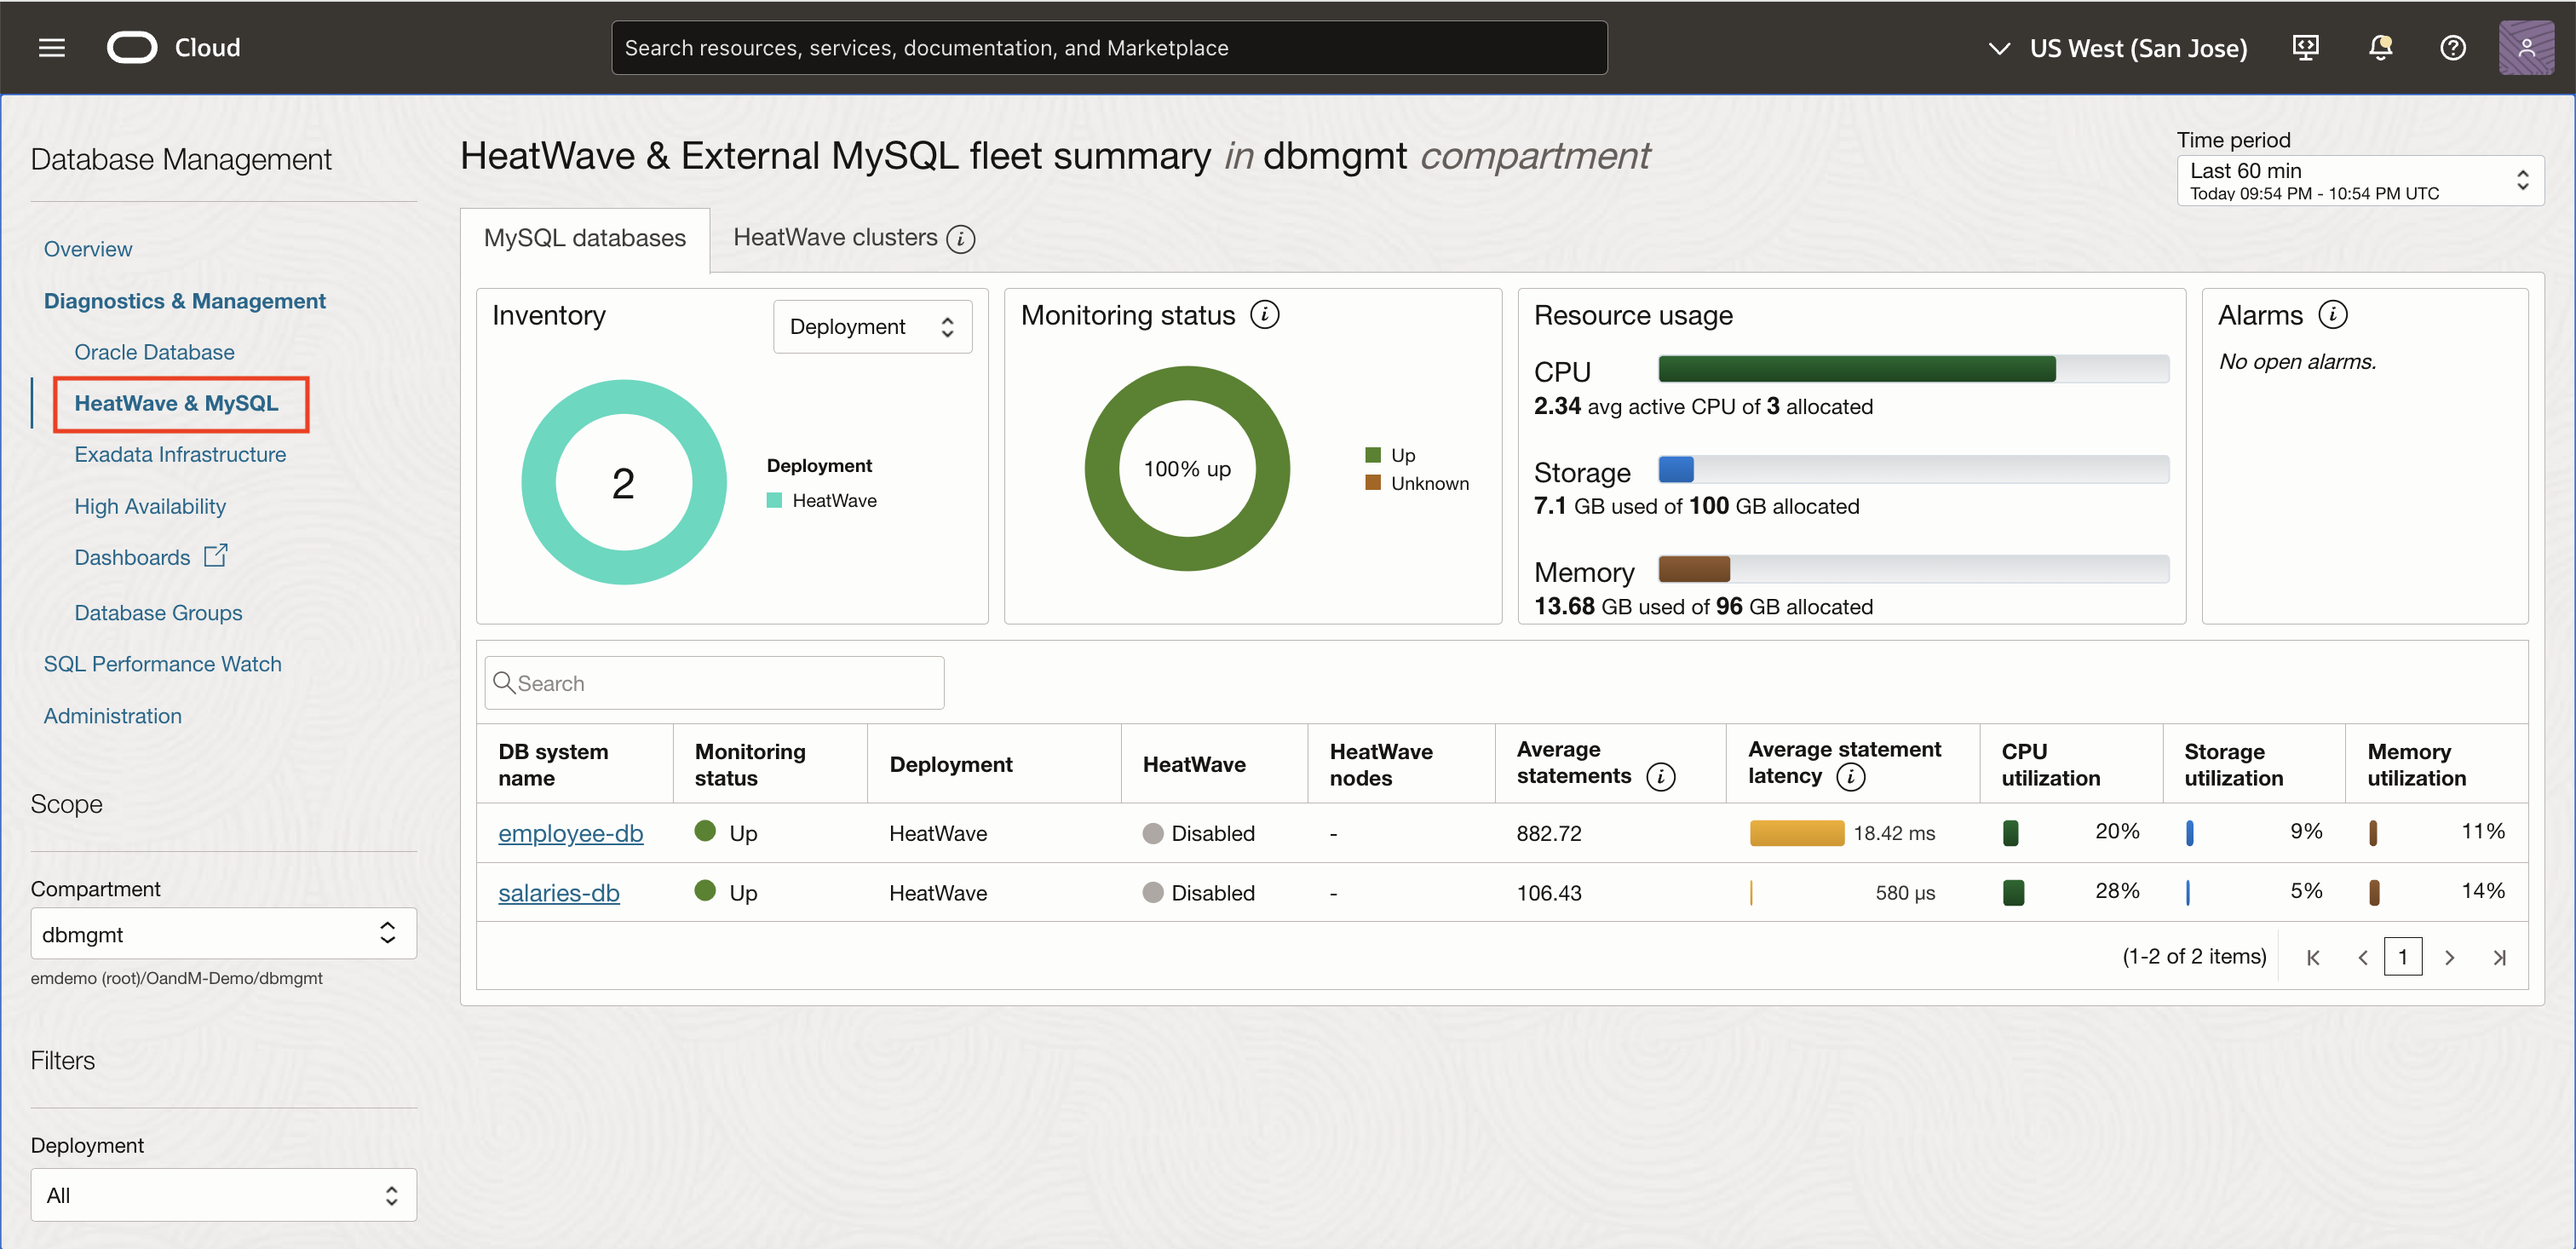 Cloud
Search resources, services, documentation, and Marketplace
US West (San Jose)
Database Management
Overview
Diagnostics & Management
Oracle Database
HeatWave & MySQL
Exadata Infrastructure
High Availability
Dashboards
Database Groups
SQL Performance Watch
Administration
Scope
Compartment
dbmgmt
emdemo (root)/OandM-Demo/dbmgmt
Filters
Deployment
All
HeatWave & External MySQL fleet summary in dbmgmt compartment
Time period
Last 60 min
Today 09:54 PM - 10:54 PM UTC
MySQL databases
HeatWave clusters
Inventory
Deployment
2
Deployment
HeatWave
Monitoring status
100% up
Up
Unknown
Resource usage
CPU
2.34 avg active CPU of 3 allocated
Storage
7.1 GB used of 100 GB allocated
Memory
13.68 GB used of 96 GB allocated
Alarms
No open alarms.
Search
DB system name
Monitoring status
Deployment
HeatWave
HeatWave nodes
Average statements
Average statement latency
CPU utilization
Storage utilization
Memory utilization
employee-db Up HeatWave Disabled - 882.72 18.42 ms 20% 9% 11%
salaries-db Up HeatWave Disabled - 106.43 580 µs 28% 5% 14%
(1-2 of 2 items) 1